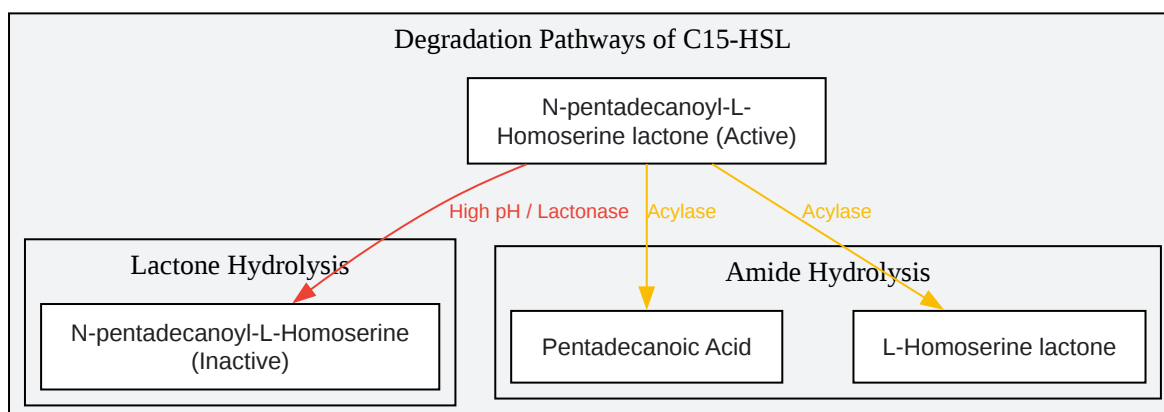 Degradation Pathways of C15-HSL
N-pentadecanoyl-L-
Homoserine lactone (Active)
High pH / Lactonase
Acylase
Acylase
Lactone Hydrolysis
Amide Hydrolysis
N-pentadecanoyl-L-Homoserine
(Inactive)
Pentadecanoic Acid
L-Homoserine lactone